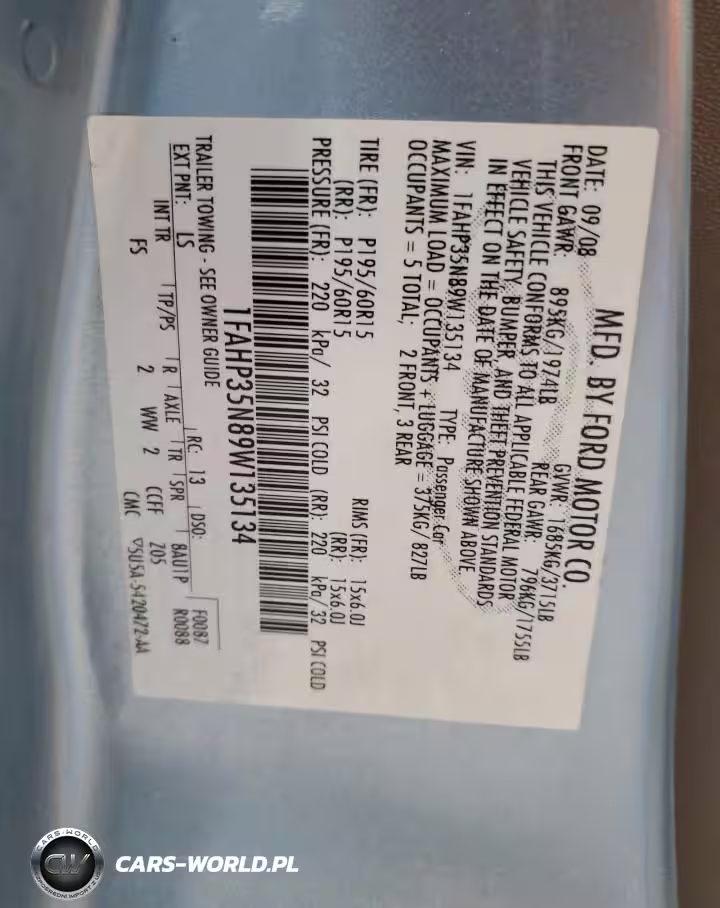 MFD. BY FORD MOTOR CO.
DATE: 09/08 GVWR: 1685KG/3715LB
FRONT GAWR: 895KG/1974LB REAR GAWR: 796KG/1755LB
THIS VEHICLE CONFORMS TO ALL APPLICABLE FEDERAL MOTOR
VEHICLE SAFETY, BUMPER, AND THEFT PREVENTION STANDARDS
IN EFFECT ON THE DATE OF MANUFACTURE SHOWN ABOVE.
VIN: 1FAHP35N89W135134 TYPE: Passenger Car
MAXIMUM LOAD = OCCUPANTS + LUGGAGE = 375KG/827LB
OCCUPANTS = 5 TOTAL; 2 FRONT, 3 REAR
TIRE (FR): P195/60R15 RIMS (FR): 15x6.0J
(RR): P195/60R15 (RR): 15x6.0J
PRESSURE (FR): 220 kPa/ 32 PSI COLD (RR): 220 kPa/32 PSI COLD
1FAHP35N89W135134
TRAILER TOWING - SEE OWNER GUIDE
EXT PNT: LS RC: 13 DSO: F0087
R0088
INT TR TP/PS R AXLE TR SPR 8AU1P
FS 2 WW 2 CCFF Z05
CMC ▽5U5A-5420472-AA
CARS-WORLD
CW
CARS-WORLD.PL